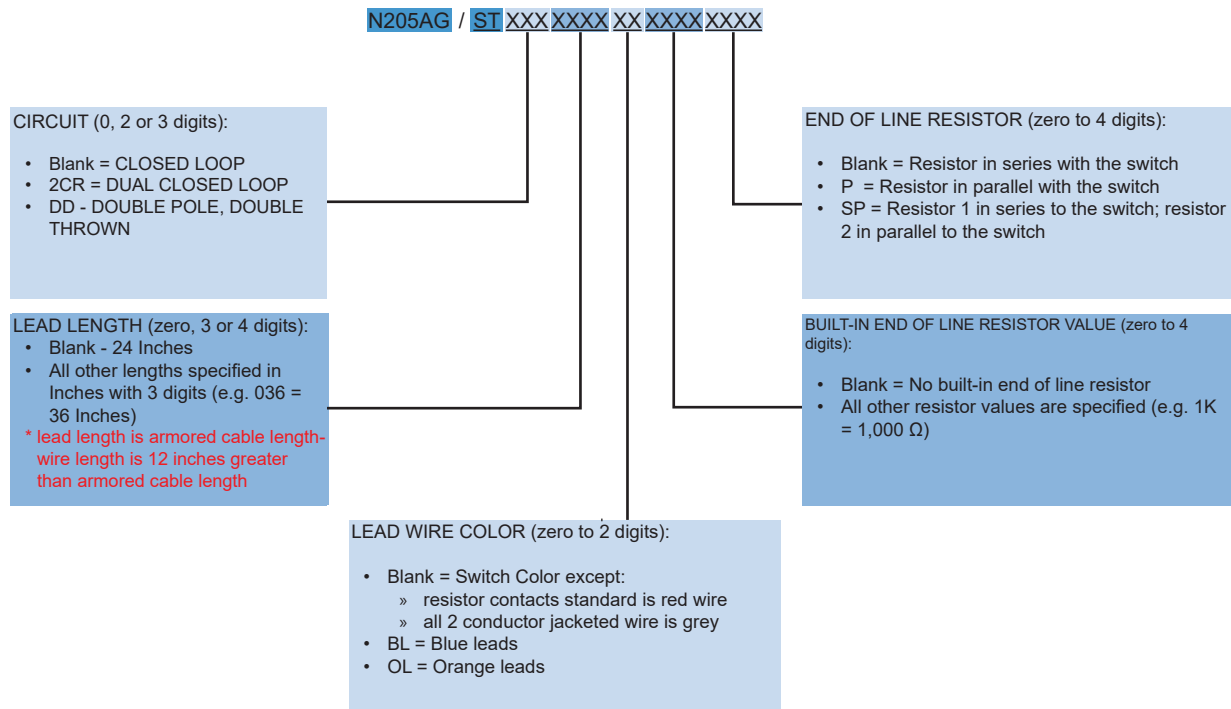 N205AG / ST XXX XXXX XX XXXX XXXX
CIRCUIT (0, 2 or 3 digits):
• Blank = CLOSED LOOP
• 2CR = DUAL CLOSED LOOP
• DD - DOUBLE POLE, DOUBLE
THROWN
LEAD LENGTH (zero, 3 or 4 digits):
• Blank - 24 Inches
• All other lengths specified in
Inches with 3 digits (e.g. 036 =
36 Inches)
* lead length is armored cable length-
wire length is 12 inches greater
than armored cable length
LEAD WIRE COLOR (zero to 2 digits):
• Blank = Switch Color except:
» resistor contacts standard is red wire
» all 2 conductor jacketed wire is grey
• BL = Blue leads
• OL = Orange leads
END OF LINE RESISTOR (zero to 4 digits):
• Blank = Resistor in series with the switch
• P = Resistor in parallel with the switch
• SP = Resistor 1 in series to the switch; resistor
2 in parallel to the switch
BUILT-IN END OF LINE RESISTOR VALUE (zero to 4
digits):
• Blank = No built-in end of line resistor
• All other resistor values are specified (e.g. 1K
= 1,000 Ω)